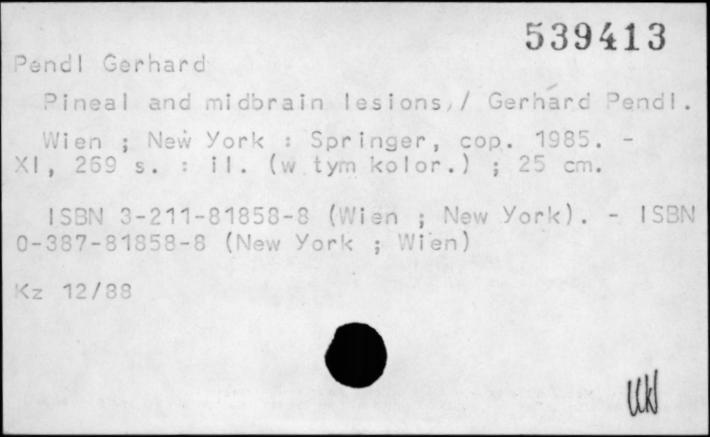 539413
Pendl Gerhard
Pineal and midbrain lesions / Gerhard Pendl.
Wien ; New York : Springer, cop. 1985. -
XI, 269 s. : il. (w tym kolor.) ; 25 cm.
ISBN 3-211-81858-8 (Wien ; New York). - ISBN
0-387-81858-8 (New York ; Wien)
Kz 12/88